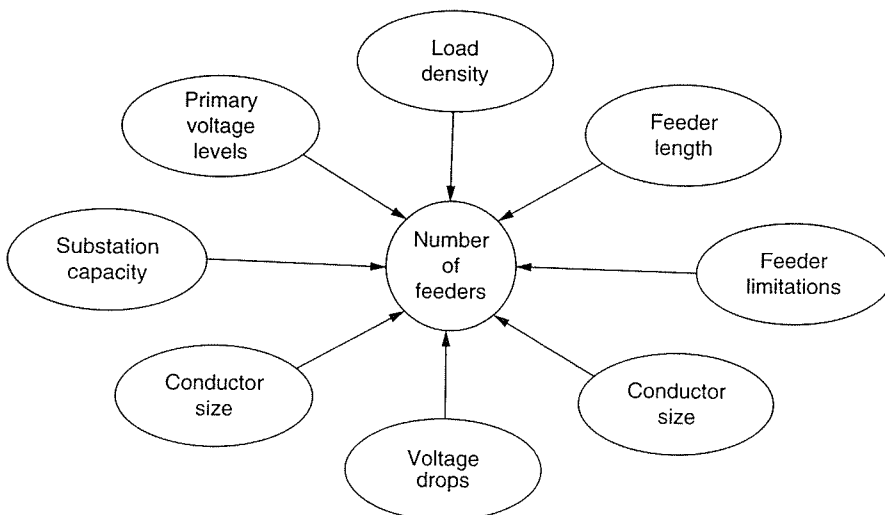 Load
density
Primary
voltage
levels
Feeder
length
Number
of
feeders
Substation
capacity
Feeder
limitations
Conductor
size
Conductor
size
Voltage
drops